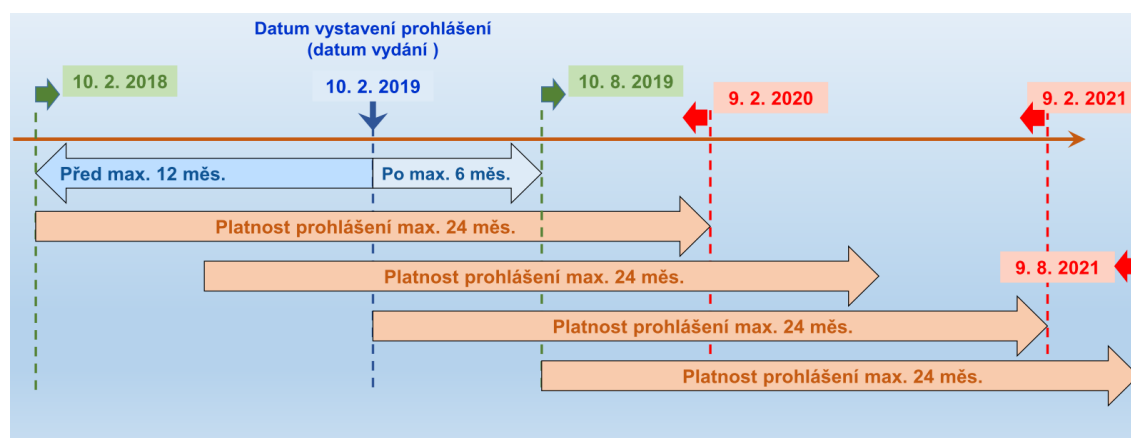 Datum vystavení prohlášení
(datum vydání )
10. 2. 2018
10. 2. 2019
10. 8. 2019
9. 2. 2020
9. 2. 2021
Před max. 12 měs.
Po max. 6 měs.
Platnost prohlášení max. 24 měs.
Platnost prohlášení max. 24 měs.
9. 8. 2021
Platnost prohlášení max. 24 měs.
Platnost prohlášení max. 24 měs.